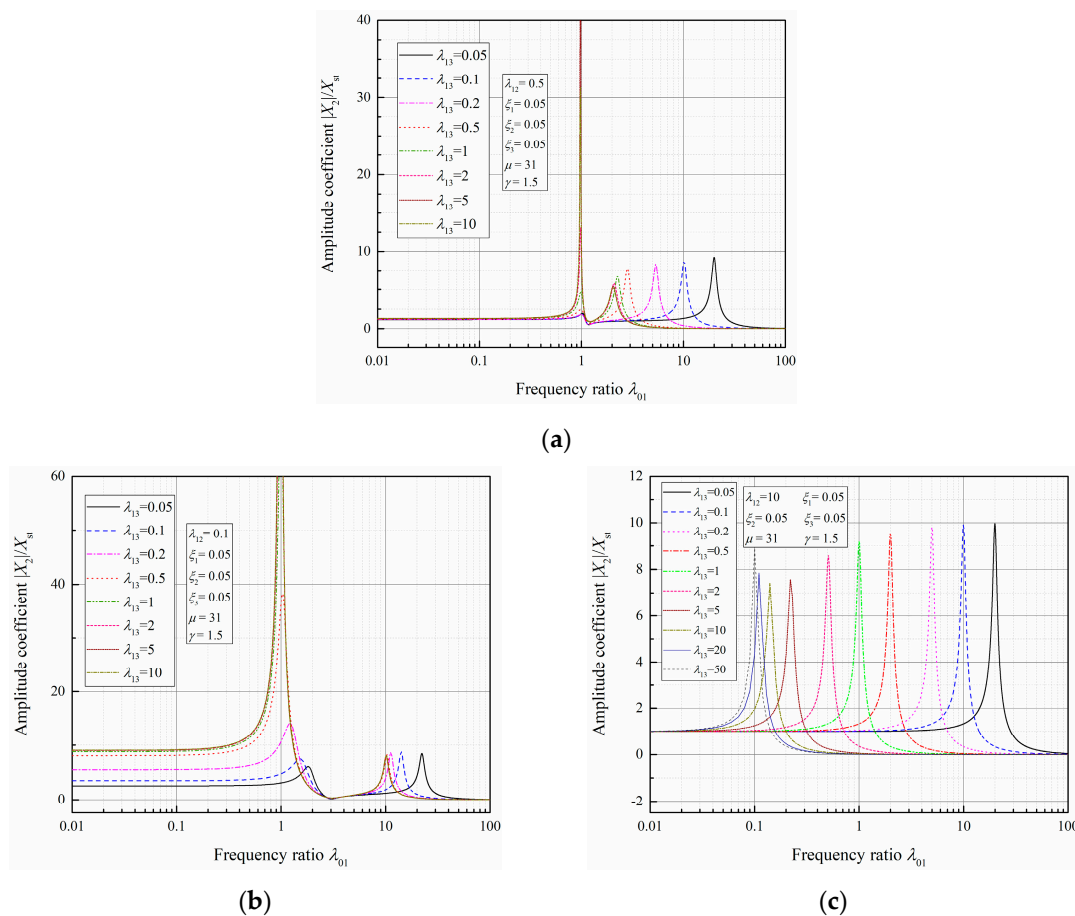 40
30
20
10
0
Amplitude coefficient |X₂|/Xₛₜ
λ₁₃=0.05
λ₁₃=0.1
λ₁₃=0.2
λ₁₃=0.5
λ₁₃=1
λ₁₃=2
λ₁₃=5
λ₁₃=10
λ₁₂= 0.5
ξ₁= 0.05
ξ₂= 0.05
ξ₃= 0.05
μ = 31
γ = 1.5
0.01 0.1 1 10 100
Frequency ratio λ₀₁
(a)
60
40
20
0
Amplitude coefficient |X₂|/Xₛₜ
λ₁₃=0.05
λ₁₃=0.1
λ₁₃=0.2
λ₁₃=0.5
λ₁₃=1
λ₁₃=2
λ₁₃=5
λ₁₃=10
λ₁₂= 0.1
ξ₁= 0.05
ξ₂= 0.05
ξ₃= 0.05
μ = 31
γ = 1.5
0.01 0.1 1 10 100
Frequency ratio λ₀₁
(b)
12
10
8
6
4
2
0
-2
Amplitude coefficient |X₂|/Xₛₜ
λ₁₃=0.05
λ₁₃=0.1
λ₁₃=0.2
λ₁₃=0.5
λ₁₃=1
λ₁₃=2
λ₁₃=5
λ₁₃=10
λ₁₃=20
λ₁₃=50
λ₁₂=10 ξ₁= 0.05
ξ₂= 0.05 ξ₃= 0.05
μ = 31 γ = 1.5
0.01 0.1 1 10 100
Frequency ratio λ₀₁
(c)